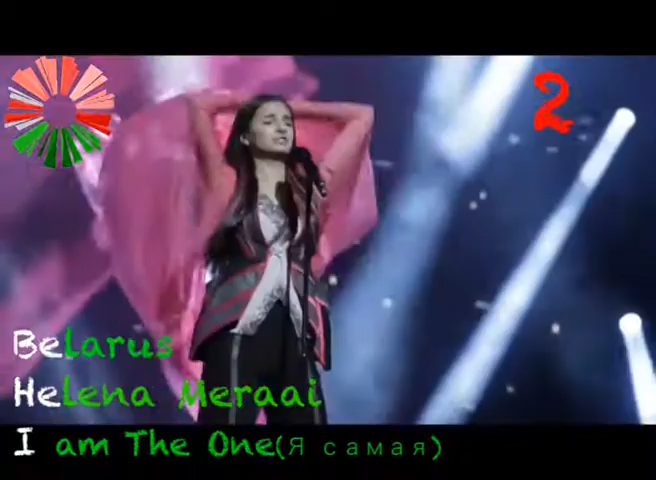 2
Belarus
Helena Meraai
I am The One(Я самая)